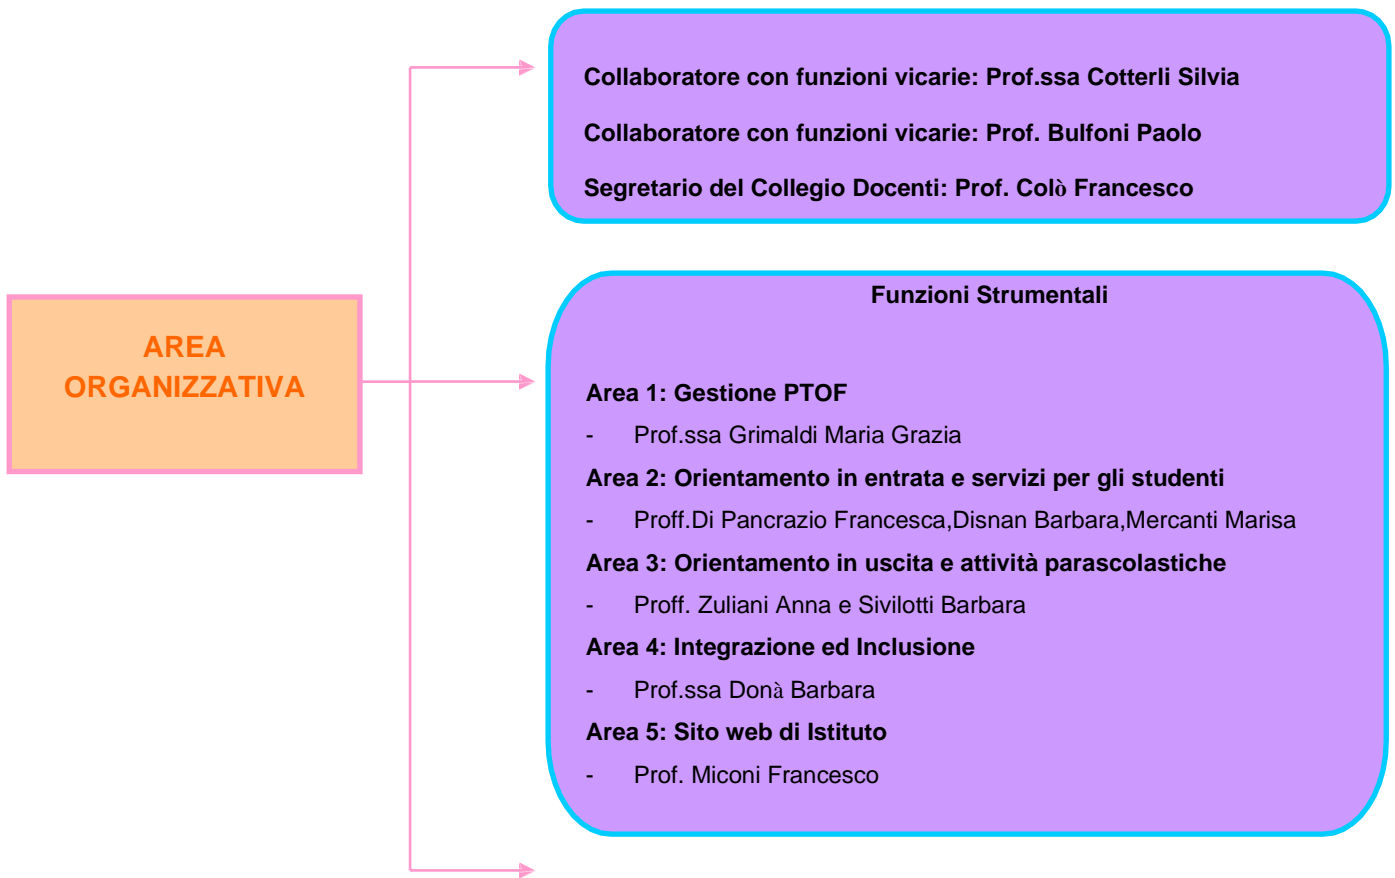 Collaboratore con funzioni vicarie: Prof.ssa Cotterli Silvia
Collaboratore con funzioni vicarie: Prof. Bulfoni Paolo
Segretario del Collegio Docenti: Prof. Colò Francesco
AREA
ORGANIZZATIVA
Funzioni Strumentali
Area 1: Gestione PTOF
- Prof.ssa Grimaldi Maria Grazia
Area 2: Orientamento in entrata e servizi per gli studenti
- Proff.Di Pancrazio Francesca,Disnan Barbara,Mercanti Marisa
Area 3: Orientamento in uscita e attività parascolastiche
- Proff. Zuliani Anna e Sivilotti Barbara
Area 4: Integrazione ed Inclusione
- Prof.ssa Donà Barbara
Area 5: Sito web di Istituto
- Prof. Miconi Francesco